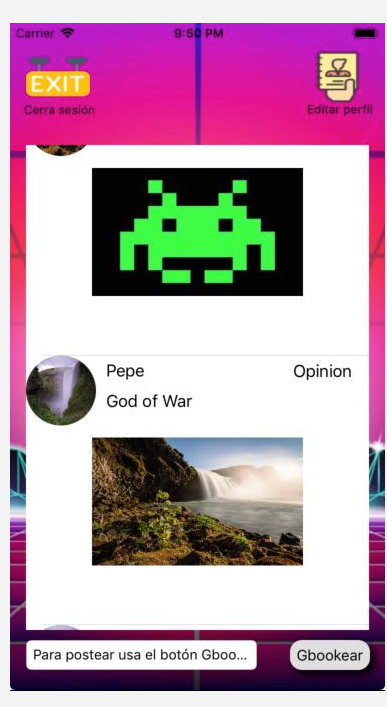 Carrier 9:50 PM
EXIT
Cerra sesión Editar perfil
Pepe Opinion
God of War
Para postear usa el botón Gboo... Gbookear